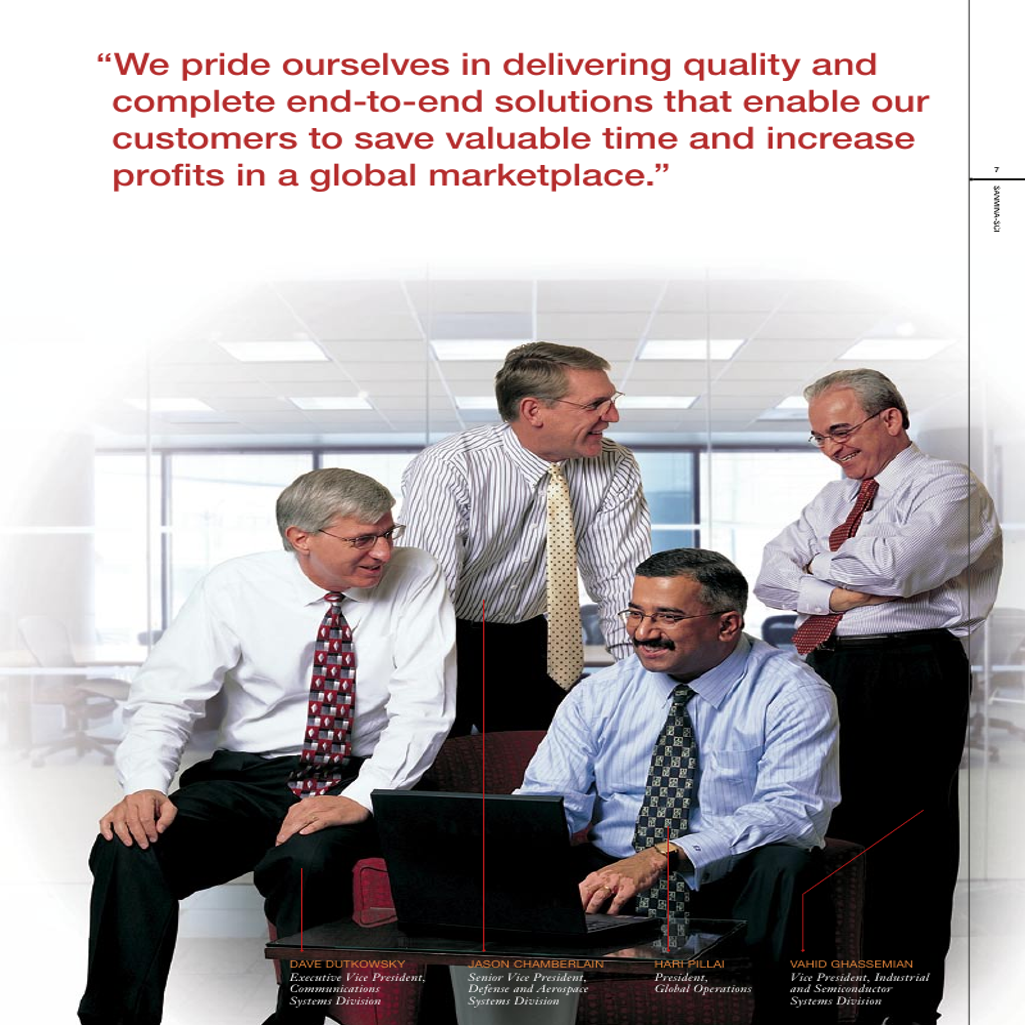 “We pride ourselves in delivering quality and
complete end-to-end solutions that enable our
customers to save valuable time and increase
profits in a global marketplace.”
7
SANMINA-SCI
DAVE DUTKOWSKY
Executive Vice President,
Communications
Systems Division
JASON CHAMBERLAIN
Senior Vice President,
Defense and Aerospace
Systems Division
HARI PILLAI
President,
Global Operations
VAHID GHASSEMIAN
Vice President, Industrial
and Semiconductor
Systems Division